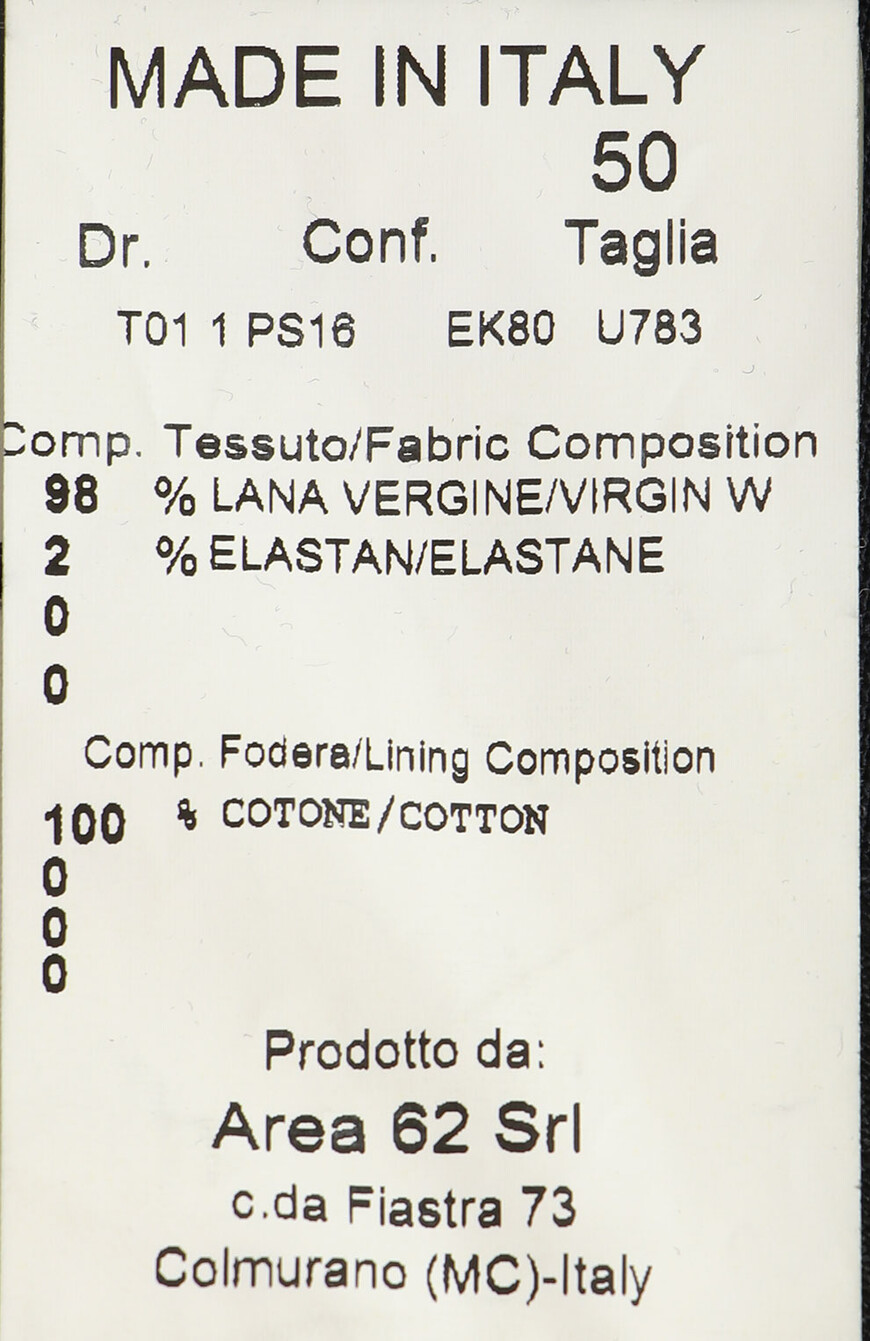 MADE IN ITALY
50
Dr. Conf. Taglia
T01 1 PS16 EK80 U783
Comp. Tessuto/Fabric Composition
98 % LANA VERGINE/VIRGIN W
2 % ELASTAN/ELASTANE
0
0
Comp. Fodera/Lining Composition
100 % COTONE/COTTON
0
0
0
Prodotto da:
Area 62 Srl
c.da Fiastra 73
Colmurano (MC)-Italy